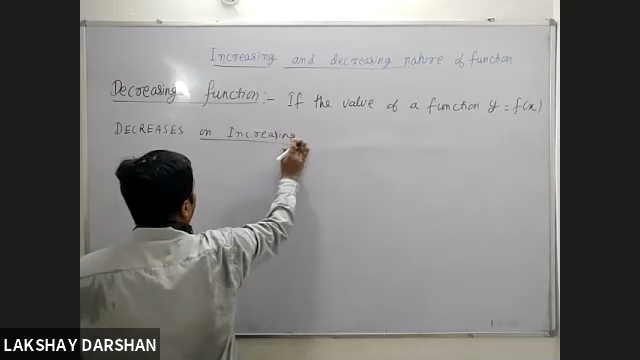 Increasing and decreasing nature of function
Decreasing function:- If the value of a function y = f(x)
DECREASES on Increasing
LAKSHAY DARSHAN